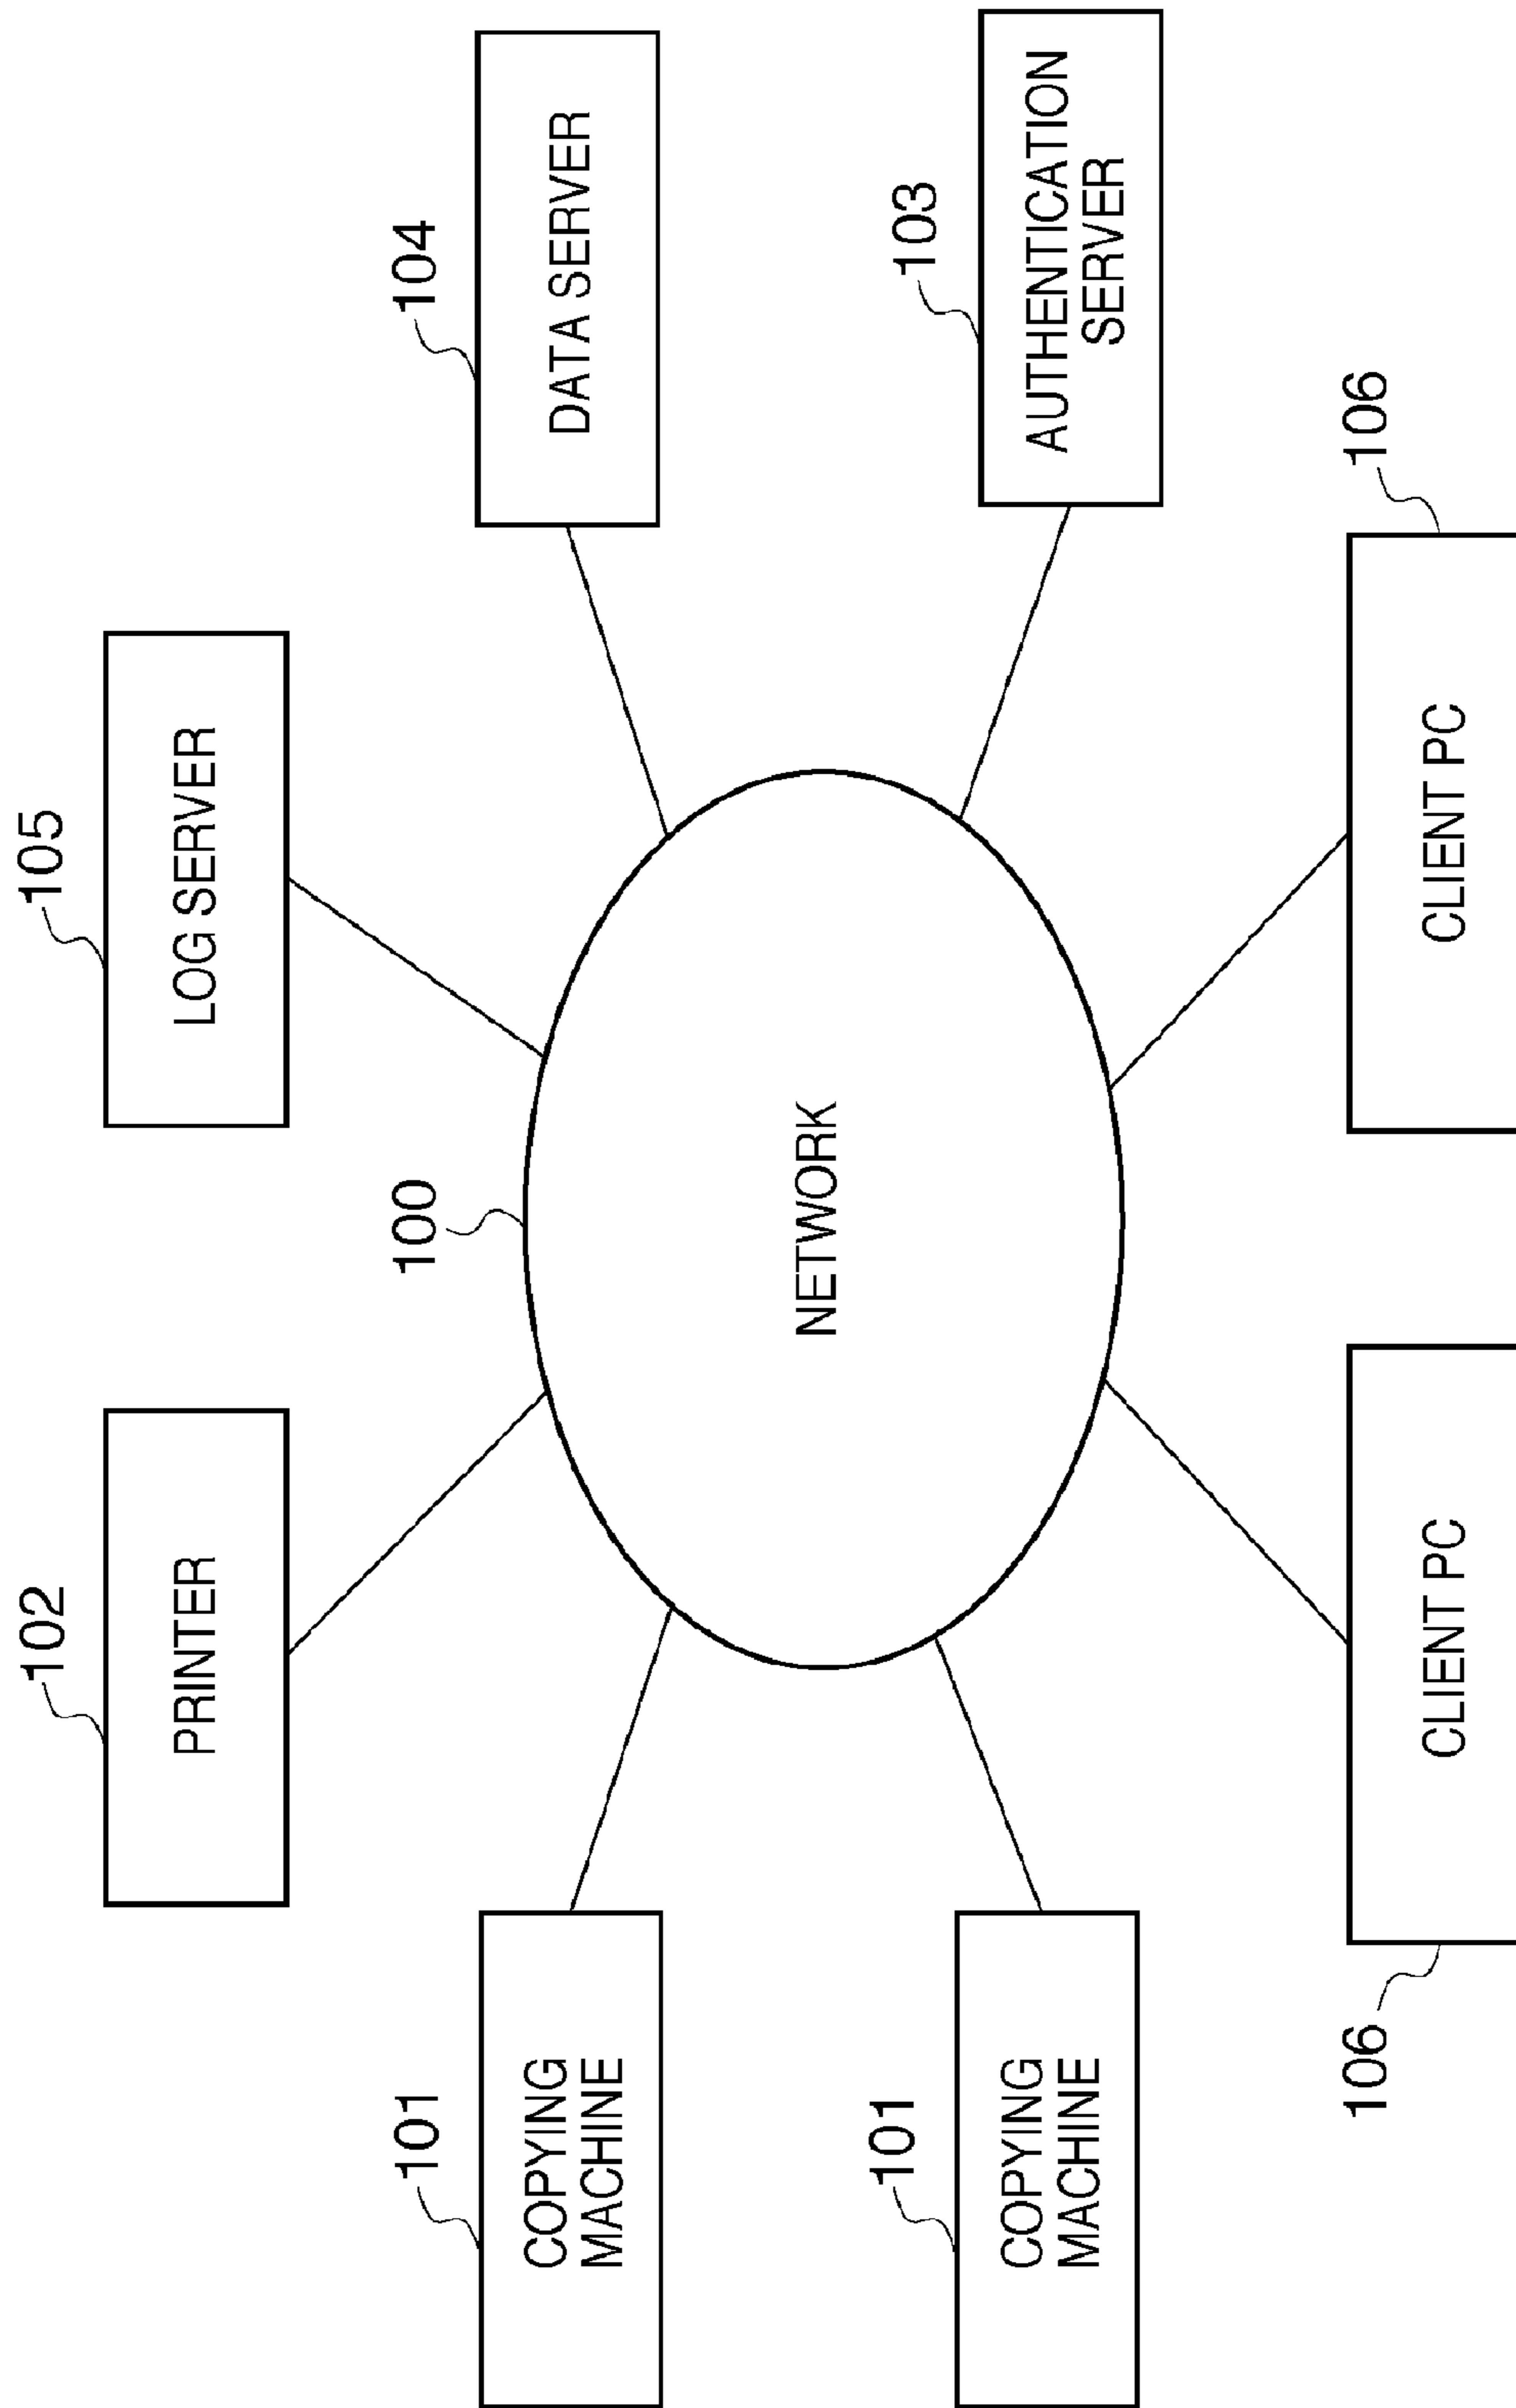 102
PRINTER
105
LOG SERVER
101
COPYING
MACHINE
100
104
DATA SERVER
NETWORK
101
COPYING
MACHINE
103
AUTHENTICATION
SERVER
106
CLIENT PC
CLIENT PC
106